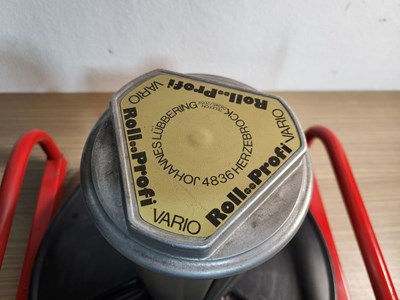 Roll Profi
VARIO
Roll Profi
VARIO
Roll Profi
VARIO
JOHANNES LÜBBERING
4836 HERZEBROCK